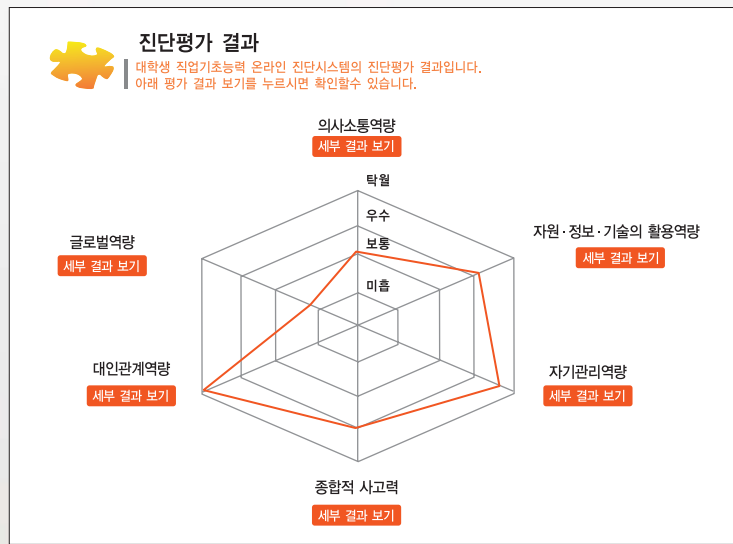 진단평가 결과
대학생 직업기초능력 온라인 진단시스템의 진단평가 결과입니다.
아래 평가 결과 보기를 누르시면 확인할수 있습니다.
의사소통역량
세부 결과 보기
탁월
우수
보통
미흡
글로벌역량
세부 결과 보기
자원·정보·기술의 활용역량
세부 결과 보기
대인관계역량
세부 결과 보기
자기관리역량
세부 결과 보기
종합적 사고력
세부 결과 보기